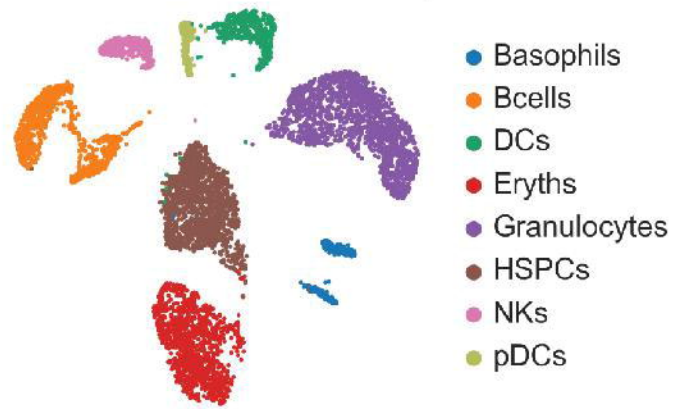 Basophils
Bcells
DCs
Eryths
Granulocytes
HSPCs
NKs
pDCs